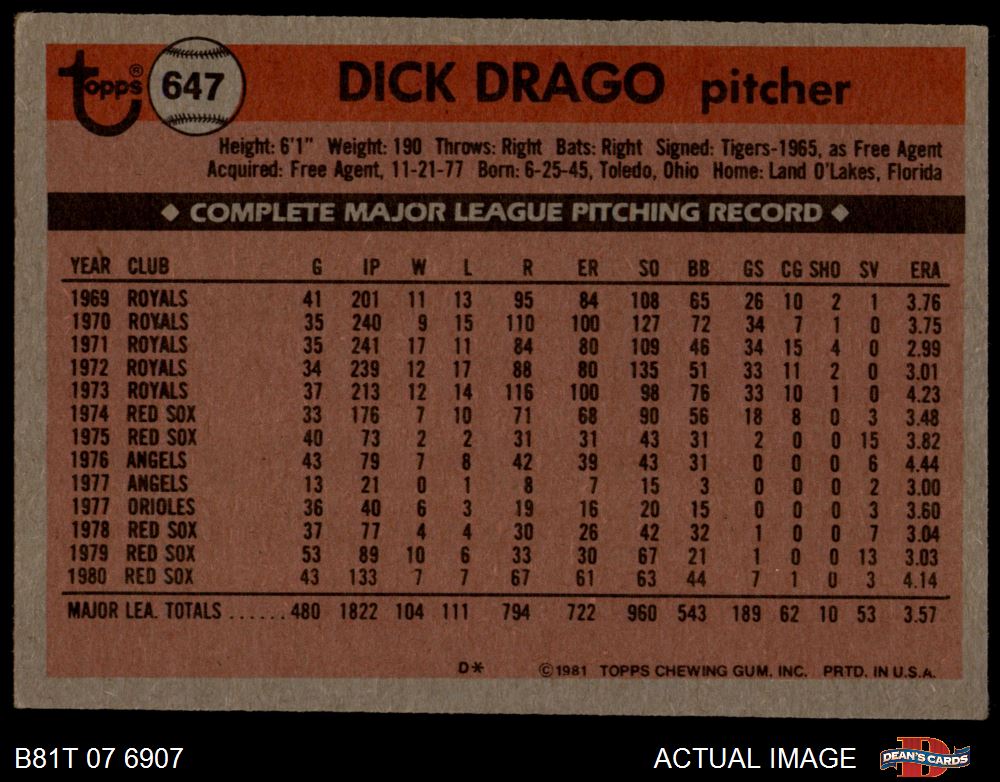 Topps® 647 DICK DRAGO pitcher
Height: 6'1" Weight: 190 Throws: Right Bats: Right Signed: Tigers-1965, as Free Agent
Acquired: Free Agent, 11-21-77 Born: 6-25-45, Toledo, Ohio Home: Land O'Lakes, Florida
◆ COMPLETE MAJOR LEAGUE PITCHING RECORD ◆
YEAR CLUB G IP W L R ER SO BB GS CG SHO SV ERA
1969 ROYALS 41 201 11 13 95 84 108 65 26 10 2 1 3.76
1970 ROYALS 35 240 9 15 110 100 127 72 34 7 1 0 3.75
1971 ROYALS 35 241 17 11 84 80 109 46 34 15 4 0 2.99
1972 ROYALS 34 239 12 17 88 80 135 51 33 11 2 0 3.01
1973 ROYALS 37 213 12 14 116 100 98 76 33 10 1 0 4.23
1974 RED SOX 33 176 7 10 71 68 90 56 18 8 0 3 3.48
1975 RED SOX 40 73 2 2 31 31 43 31 2 0 0 15 3.82
1976 ANGELS 43 79 7 8 42 39 43 31 0 0 0 6 4.44
1977 ANGELS 13 21 0 1 8 7 15 3 0 0 0 2 3.00
1977 ORIOLES 36 40 6 3 19 16 20 15 0 0 0 3 3.60
1978 RED SOX 37 77 4 4 30 26 42 32 1 0 0 7 3.04
1979 RED SOX 53 89 10 6 33 30 67 21 1 0 0 13 3.03
1980 RED SOX 43 133 7 7 67 61 63 44 7 1 0 3 4.14
MAJOR LEA. TOTALS ...... 480 1822 104 111 794 722 960 543 189 62 10 53 3.57
D* © 1981 TOPPS CHEWING GUM, INC. PRTD. IN U.S.A.
B81T 07 6907 ACTUAL IMAGE DEAN'S CARDS